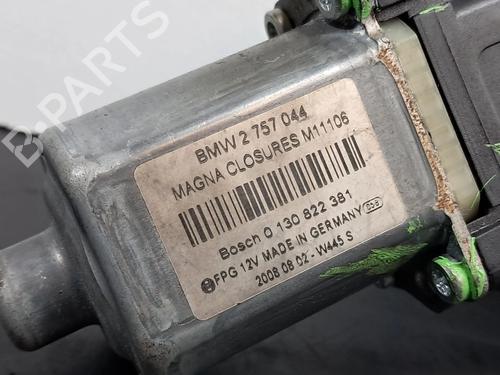 BMW 2 757 044
MAGNA CLOSURES M11106
Bosch 0 130 822 381
FPG 12V MADE IN GERMANY
2008 08 02 - W445 S
B-PARTS